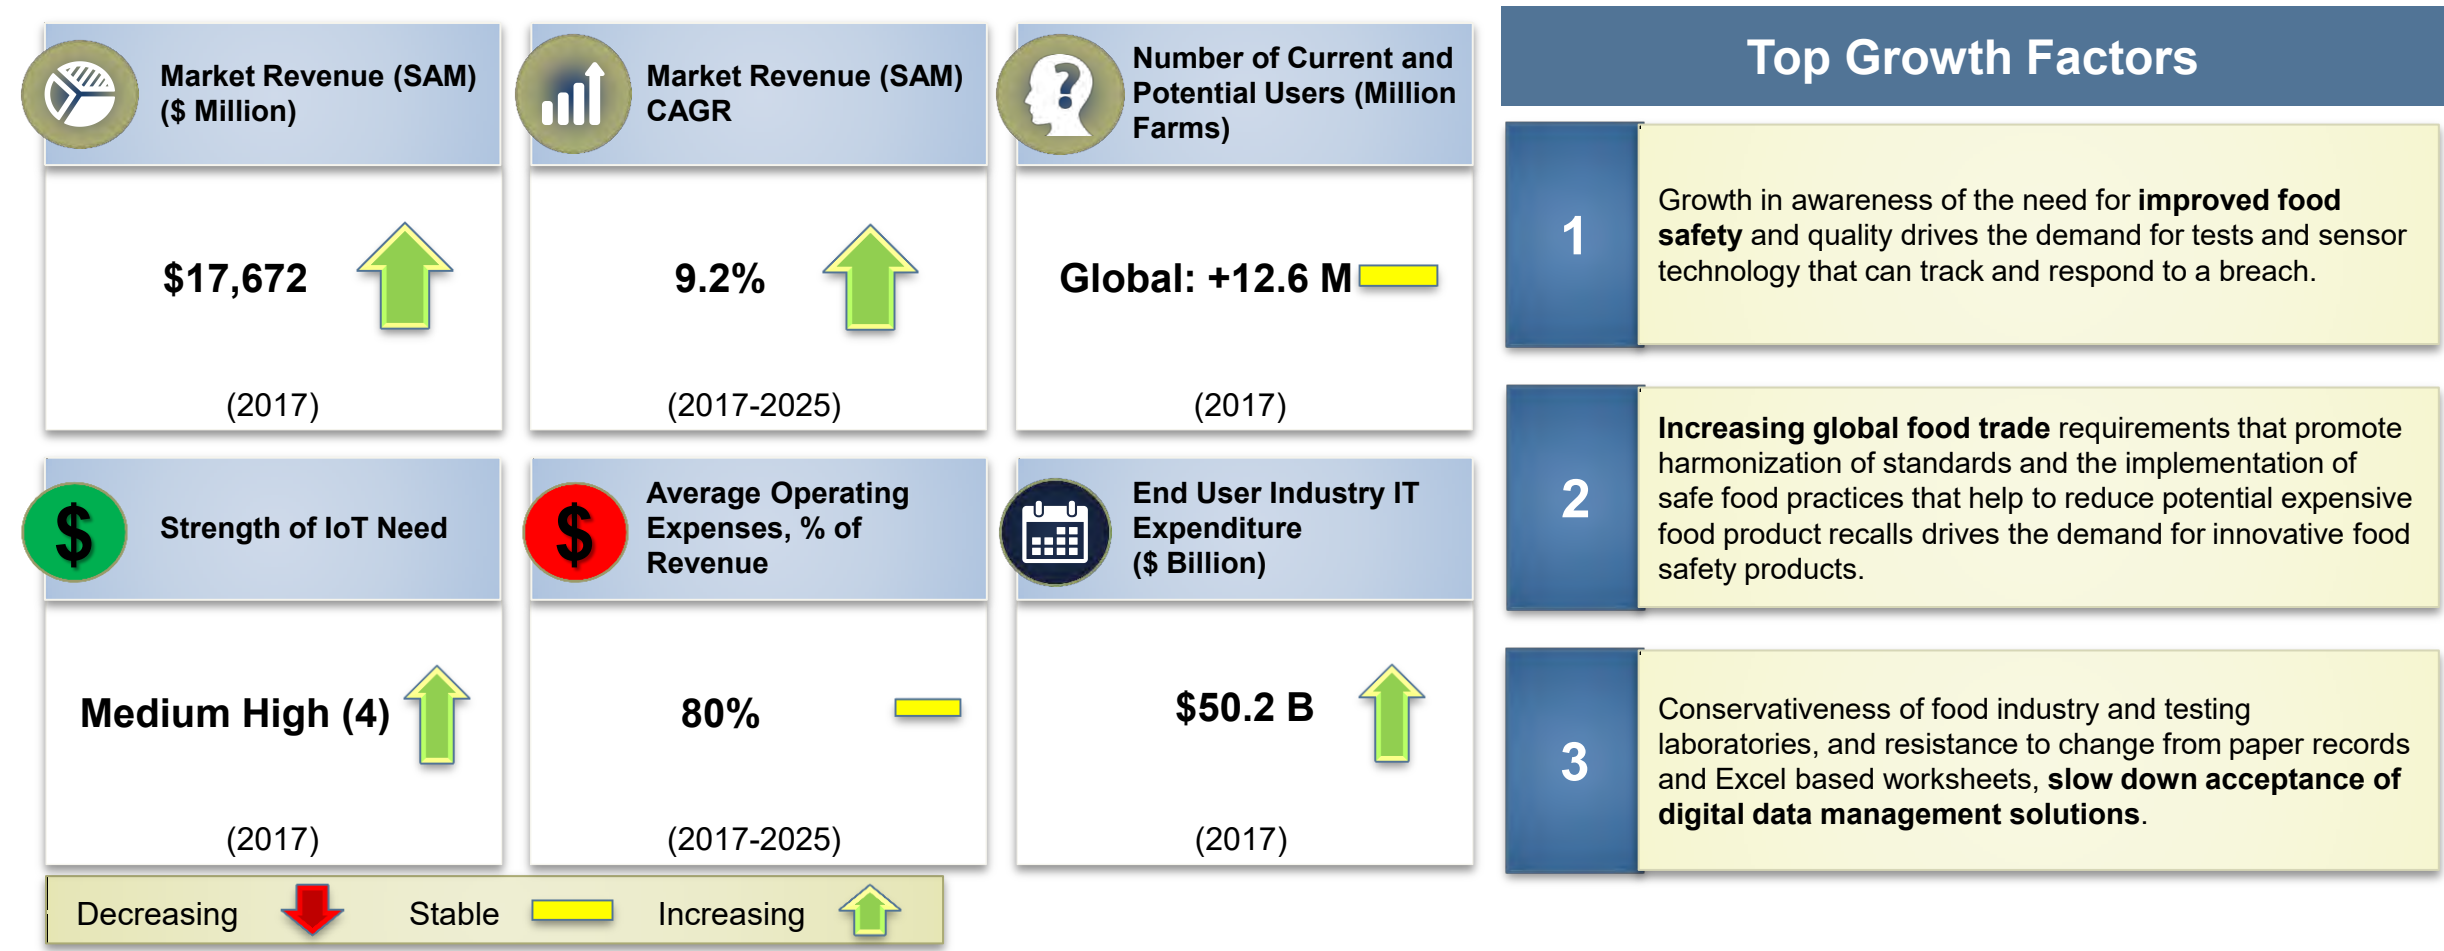 Market Revenue (SAM)
($ Million)
$17,672
(2017)
Market Revenue (SAM)
CAGR
9.2%
(2017-2025)
Number of Current and
Potential Users (Million
Farms)
Global: +12.6 M
(2017)
$
Strength of IoT Need
Medium High (4)
(2017)
$
Average Operating
Expenses, % of
Revenue
80%
(2017-2025)
End User Industry IT
Expenditure
($ Billion)
$50.2 B
(2017)
Decreasing
Stable
Increasing
Top Growth Factors
1
Growth in awareness of the need for improved food
safety and quality drives the demand for tests and sensor
technology that can track and respond to a breach.
2
Increasing global food trade requirements that promote
harmonization of standards and the implementation of
safe food practices that help to reduce potential expensive
food product recalls drives the demand for innovative food
safety products.
3
Conservativeness of food industry and testing
laboratories, and resistance to change from paper records
and Excel based worksheets, slow down acceptance of
digital data management solutions.